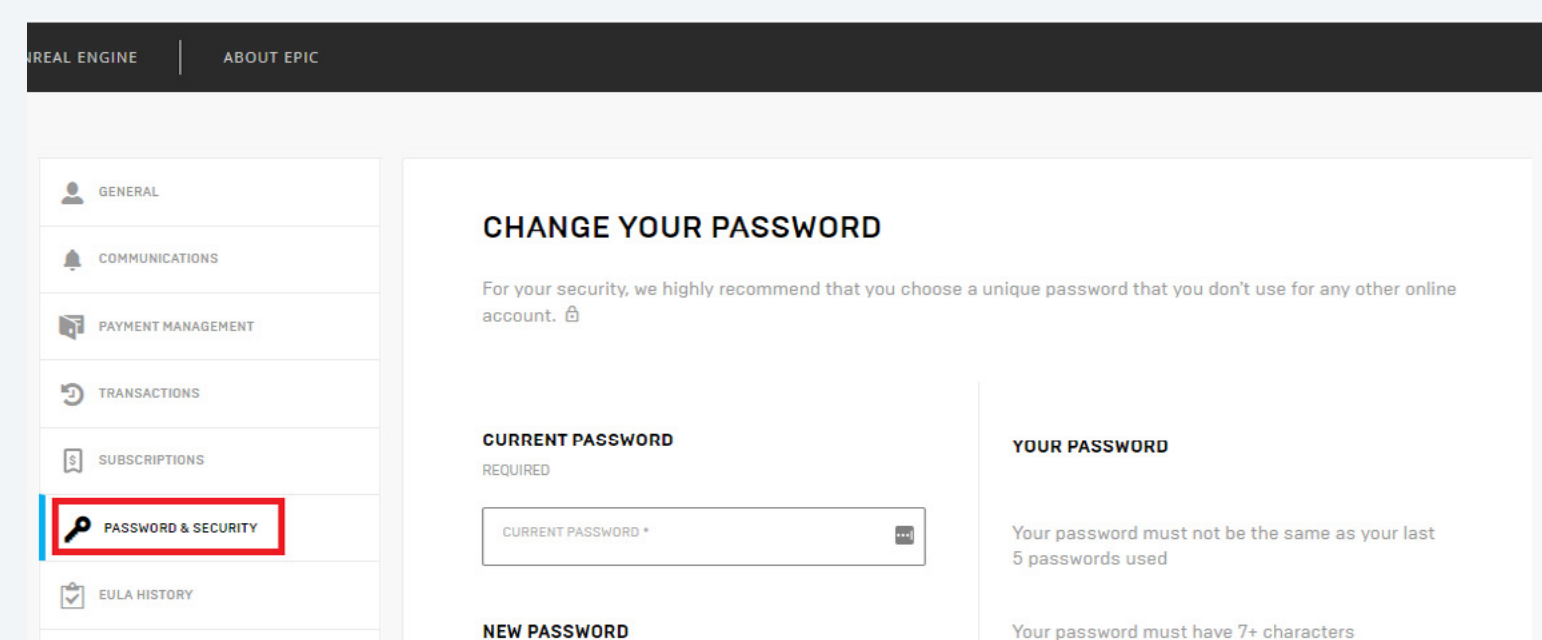 ENGINE
ABOUT EPIC
GENERAL
COMMUNICATIONS
PAYMENT MANAGEMENT
TRANSACTIONS
SUBSCRIPTIONS
PASSWORD & SECURITY
EULA HISTORY
CHANGE YOUR PASSWORD
For your security, we highly recommend that you choose a unique password that you don't use for any other online
account.
CURRENT PASSWORD
REQUIRED
CURRENT PASSWORD *
NEW PASSWORD
YOUR PASSWORD
Your password must not be the same as your last
5 passwords used
Your password must have 7+ characters